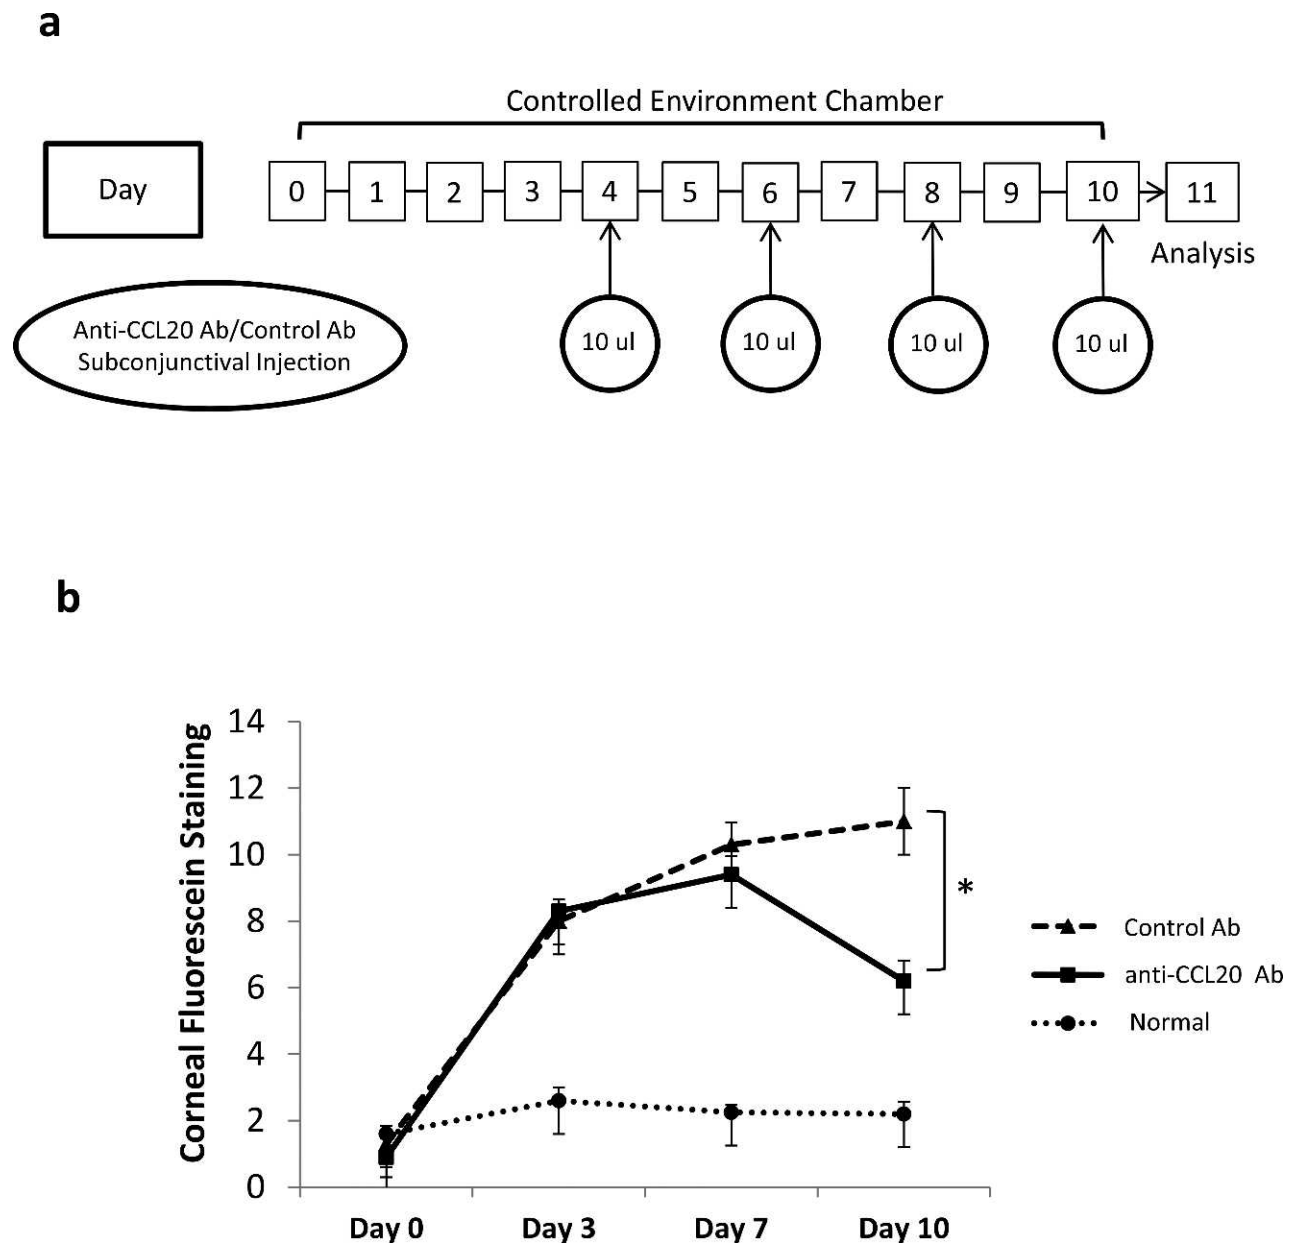 a
Controlled Environment Chamber
Day
0 1 2 3 4 5 6 7 8 9 10 11
Analysis
Anti-CCL20 Ab/Control Ab
Subconjunctival Injection
10 ul 10 ul 10 ul 10 ul
b
Corneal Fluorescein Staining
14
12
10
8
6
4
2
0
*
Control Ab
anti-CCL20 Ab
Normal
Day 0 Day 3 Day 7 Day 10